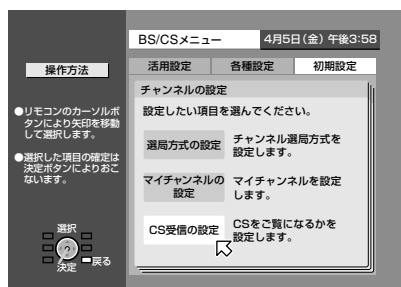 BS/CSメニュー
4月5日(金) 午後3:58
操作方法
活用設定
各種設定
初期設定
チャンネルの設定
●リモコンのカーソルボ
タンにより矢印を移動
して選択します。
●選択した項目の確定は
決定ボタンによりおこ
ないます。
設定したい項目を選んでください。
選局方式の設定
チャンネル選局方式を
設定します。
マイチャンネルの
設定
マイチャンネルを設定
します。
CS受信の設定
CSをご覧になるかを
設定します。
選択
決定
戻る